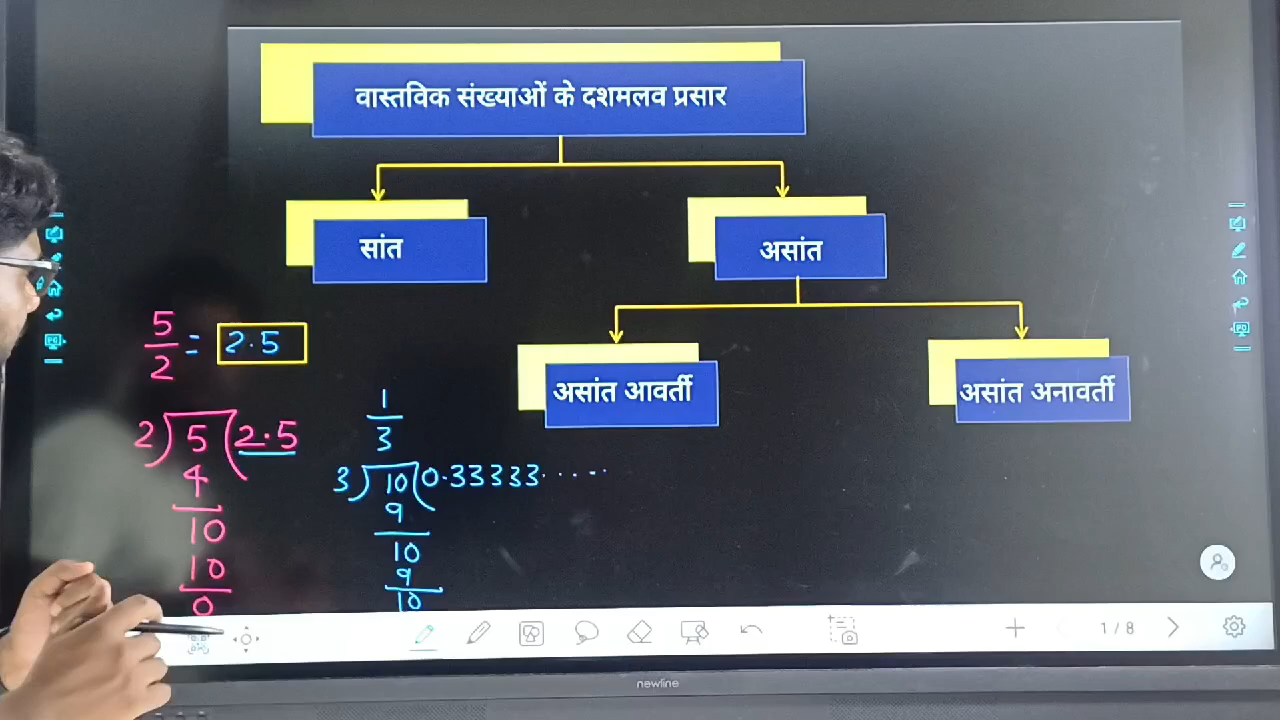 वास्तविक संख्याओं के दशमलव प्रसार
सांत
असांत
असांत आवर्ती
असांत अनावर्ती
5/2 = 2.5
2)5(2.5
4
10
10
0
1/3
3)10(0.33333.....
9
10
9
10
1 / 8
newline